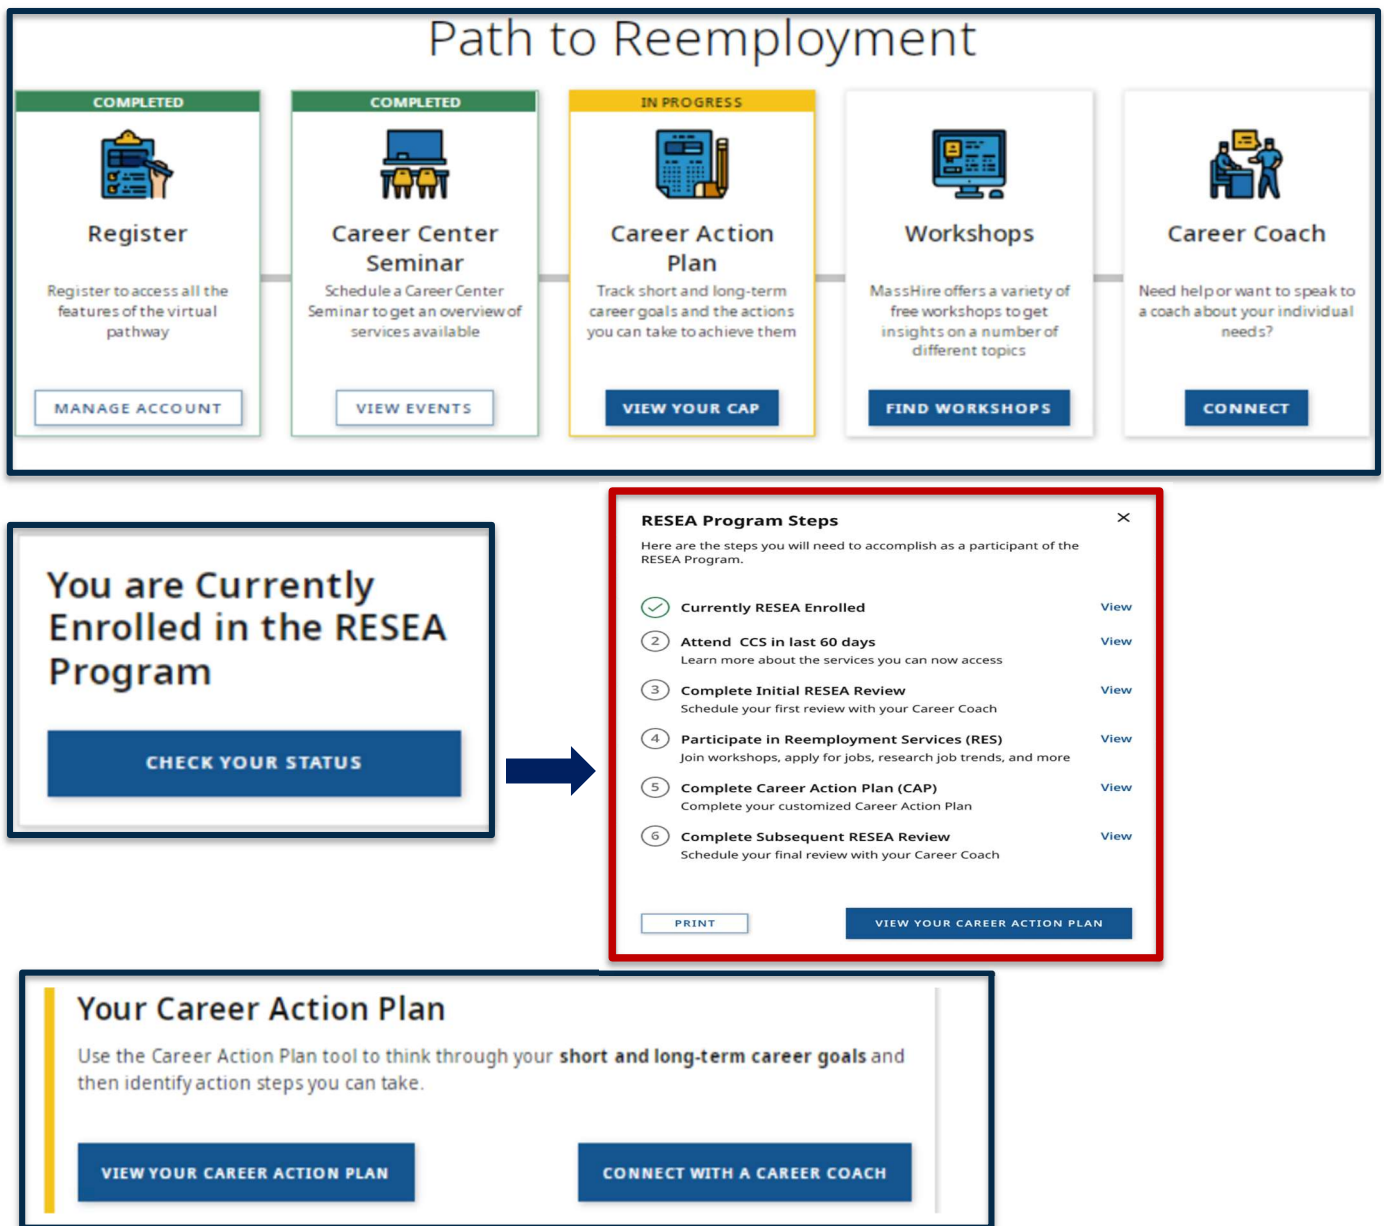 Path to Reemployment
COMPLETED
Register
Register to access all the
features of the virtual
pathway
MANAGE ACCOUNT
COMPLETED
Career Center
Seminar
Schedule a Career Center
Seminar to get an overview of
services available
VIEW EVENTS
IN PROGRESS
Career Action
Plan
Track short and long-term
career goals and the actions
you can take to achieve them
VIEW YOUR CAP
Workshops
MassHire offers a variety of
free workshops to get
insights on a number of
different topics
FIND WORKSHOPS
Career Coach
Need help or want to speak to
a coach about your individual
needs?
CONNECT
You are Currently
Enrolled in the RESEA
Program
CHECK YOUR STATUS
RESEA Program Steps
Here are the steps you will need to accomplish as a participant of the
RESEA Program.
Currently RESEA Enrolled View
2 Attend CCS in last 60 days View
Learn more about the services you can now access
3 Complete Initial RESEA Review View
Schedule your first review with your Career Coach
4 Participate in Reemployment Services (RES) View
Join workshops, apply for jobs, research job trends, and more
5 Complete Career Action Plan (CAP) View
Complete your customized Career Action Plan
6 Complete Subsequent RESEA Review View
Schedule your final review with your Career Coach
PRINT VIEW YOUR CAREER ACTION PLAN
Your Career Action Plan
Use the Career Action Plan tool to think through your short and long-term career goals and
then identify action steps you can take.
VIEW YOUR CAREER ACTION PLAN CONNECT WITH A CAREER COACH